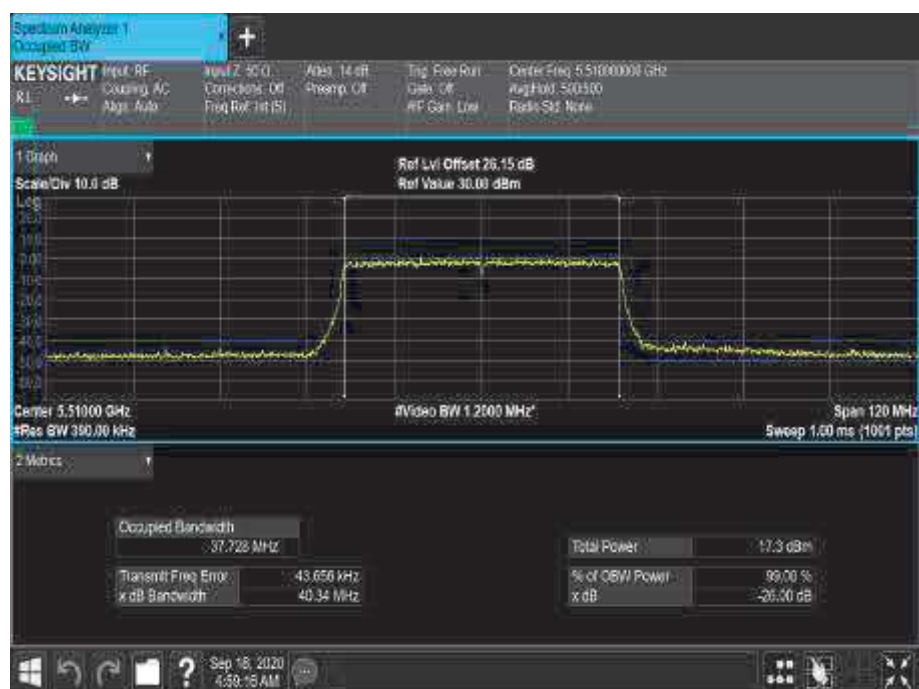 Spectrum Analyzer 1
Occupied BW
+
KEYSIGHT Input: RF Input Z: 50 Ω Atten: 14 dB Trig: Free Run Center Freq: 5.510000000 GHz
RL Coupling: AC Corrections: Off Preamp: Off Gate: Off Avg|Hold: 500/500
Align: Auto Freq Ref: Int (S) #IF Gain: Low Radio Std: None
1 Graph
Ref Lvl Offset 26.15 dB
Scale/Div 10.0 dB Ref Value 30.00 dBm
Log
Center 5.51000 GHz #Video BW 1.2000 MHz* Span 120 MHz
#Res BW 390.00 kHz Sweep 1.00 ms (1001 pts)
2 Metrics
Occupied Bandwidth
37.728 MHz Total Power 17.3 dBm
Transmit Freq Error 43.656 kHz % of OBW Power 99.00 %
x dB Bandwidth 40.34 MHz x dB -26.00 dB
? Sep 18, 2020
4:59:16 AM